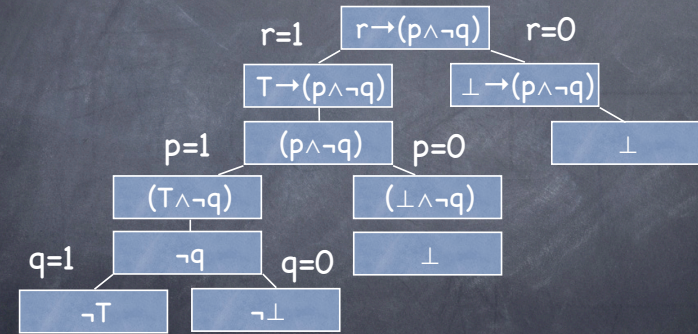 r=1 r→(p∧¬q) r=0
T→(p∧¬q) ⊥→(p∧¬q)
p=1 (p∧¬q) p=0 ⊥
(T∧¬q) (⊥∧¬q)
q=1 ¬q q=0 ⊥
¬T ¬⊥